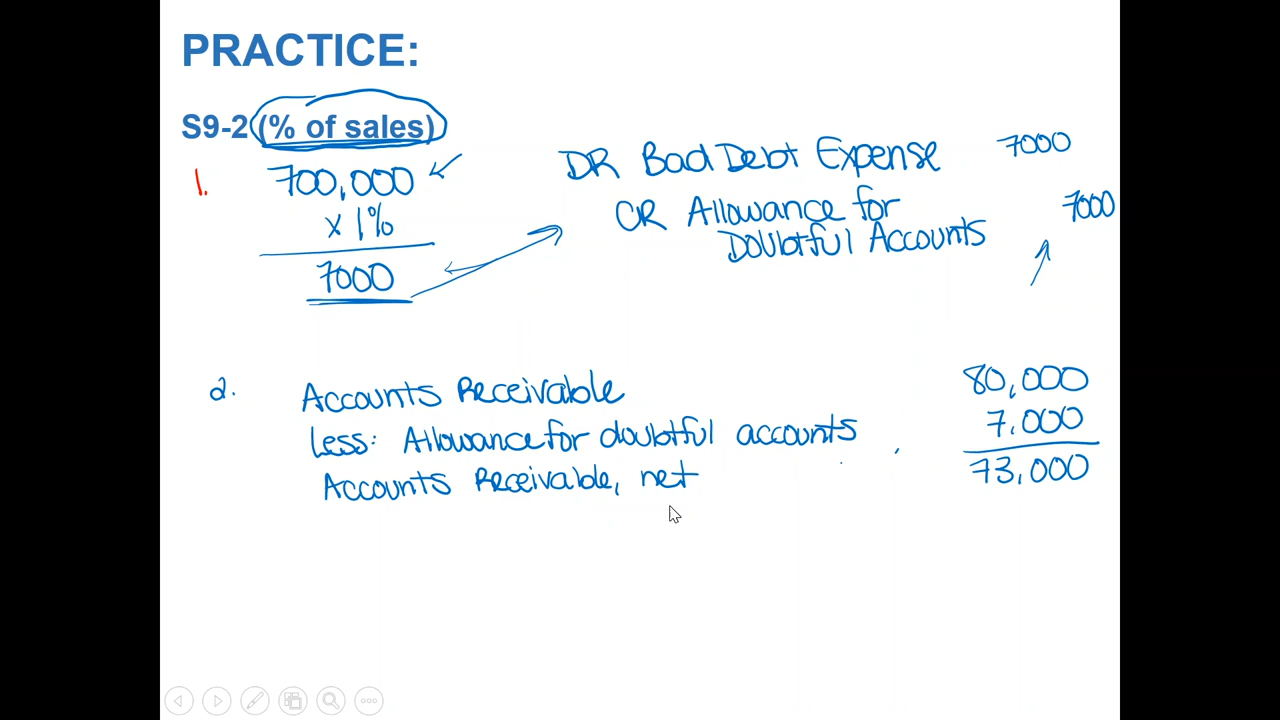 PRACTICE:
S9-2 (% of sales)
1.
700,000
x 1%
7000
DR Bad Debt Expense 7000
CR Allowance for 7000
Doubtful Accounts
2. Accounts Receivable 80,000
Less: Allowance for doubtful accounts 7,000
Accounts Receivable, net 73,000